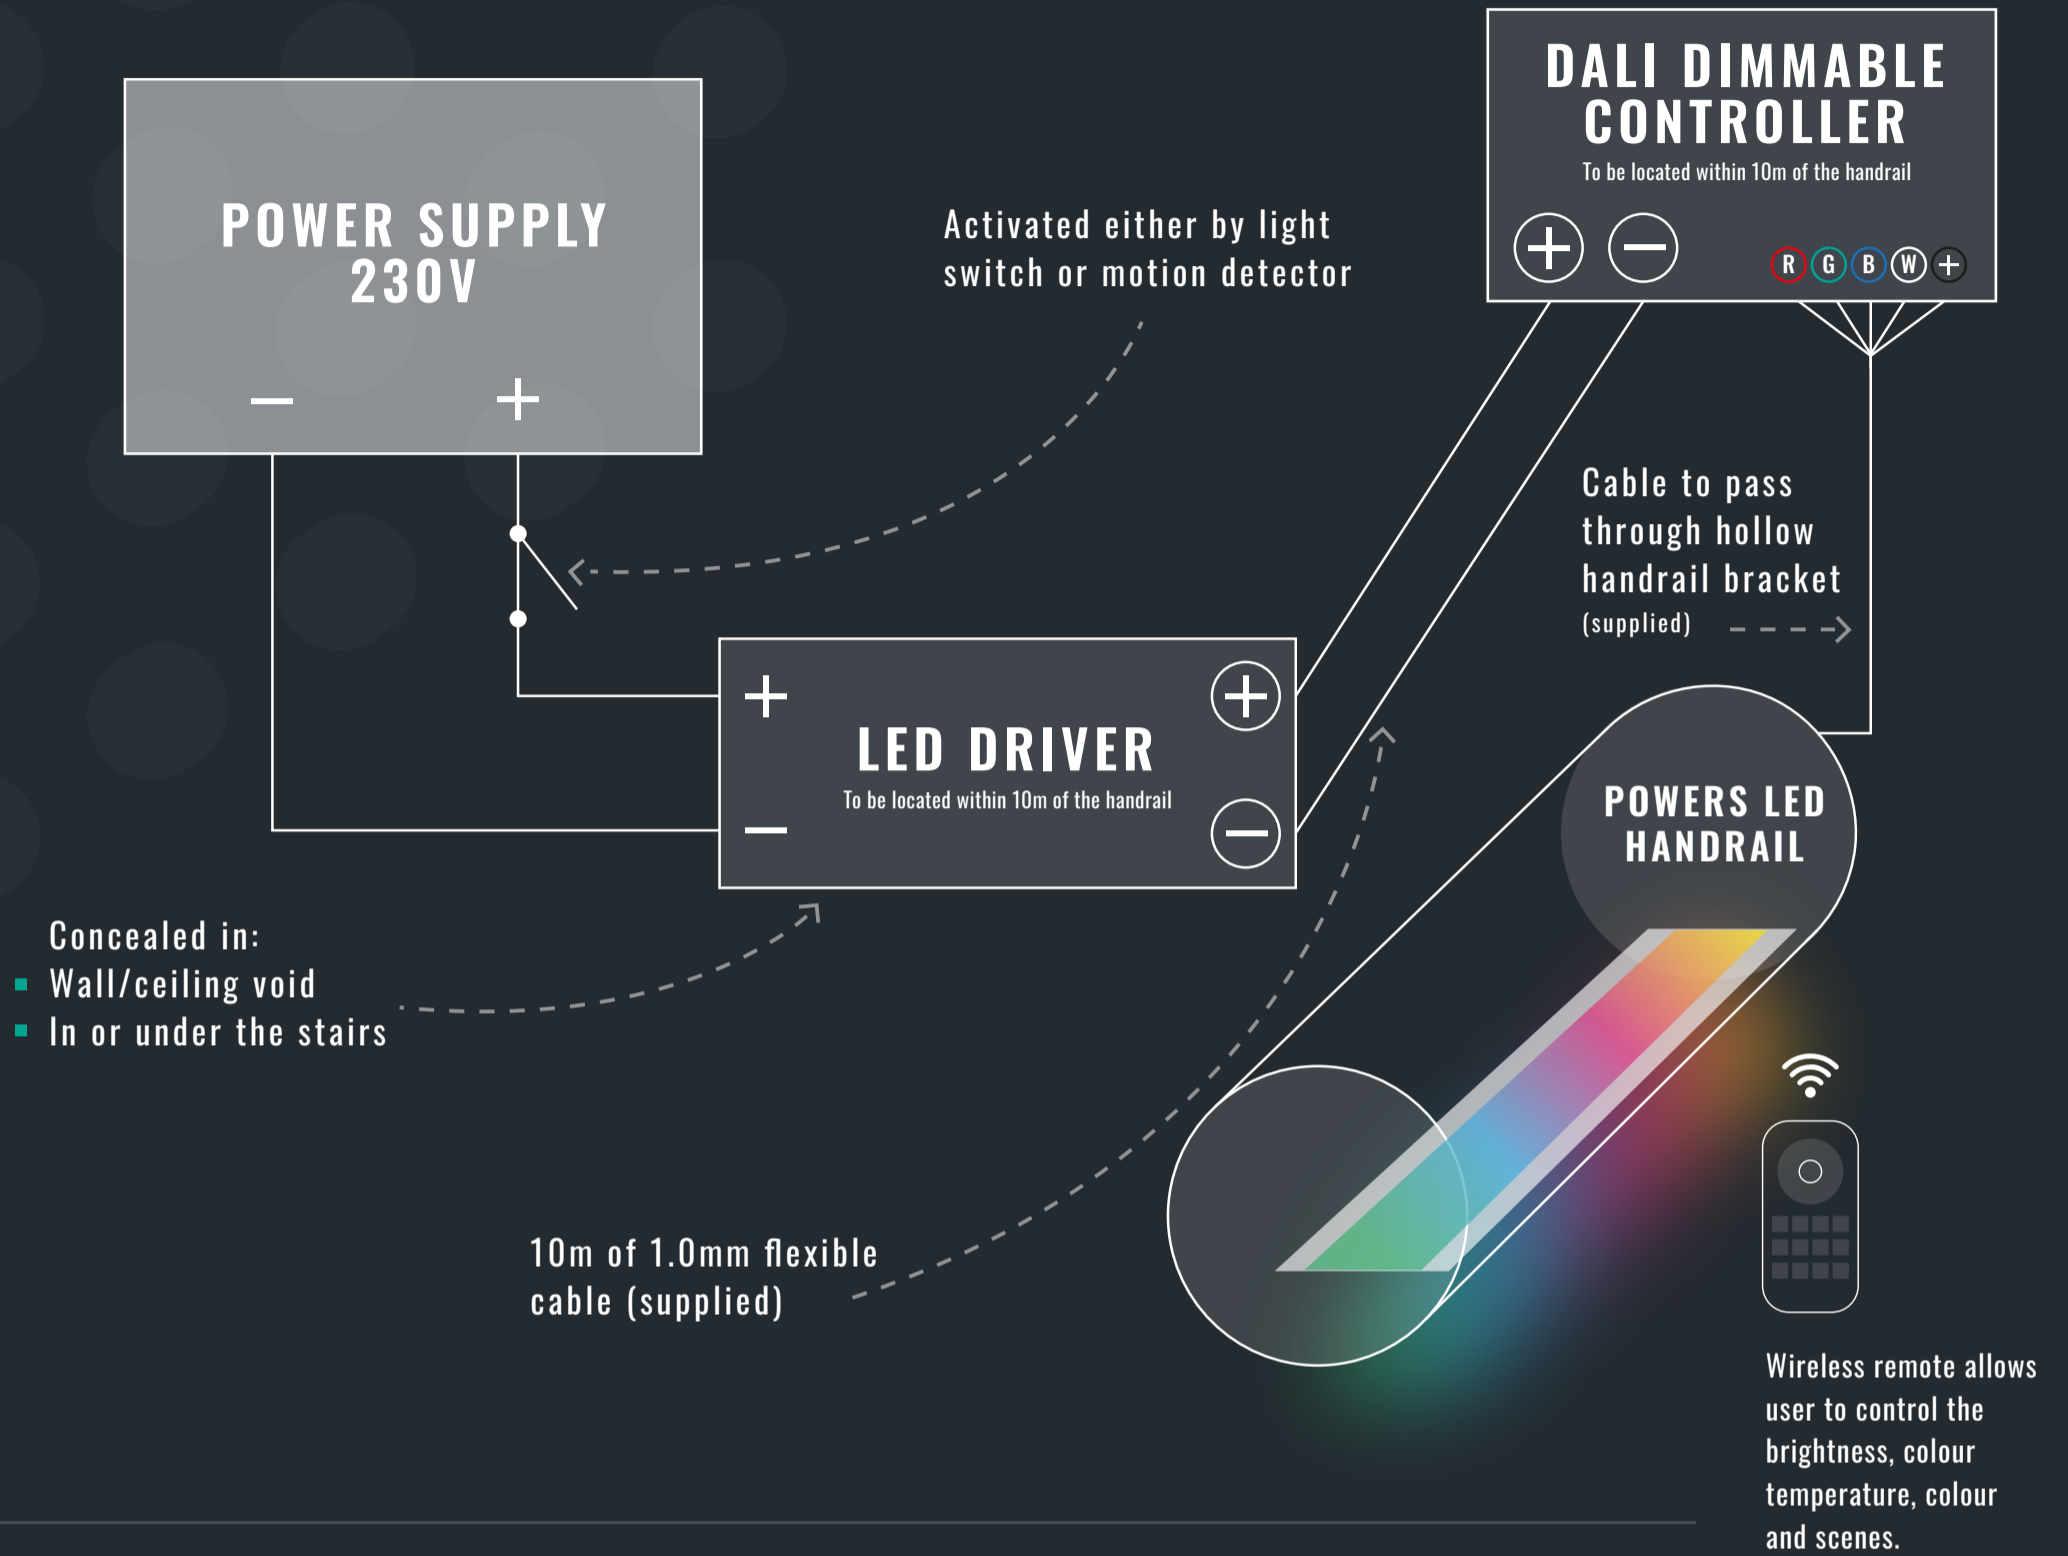 POWER SUPPLY
230V
− +
Activated either by light
switch or motion detector
DALI DIMMABLE
CONTROLLER
To be located within 10m of the handrail
+ − R G B W +
Cable to pass
through hollow
handrail bracket
(supplied)
+ +
LED DRIVER
To be located within 10m of the handrail
− −
POWERS LED
HANDRAIL
Concealed in:
Wall/ceiling void
In or under the stairs
10m of 1.0mm flexible
cable (supplied)
Wireless remote allows
user to control the
brightness, colour
temperature, colour
and scenes.